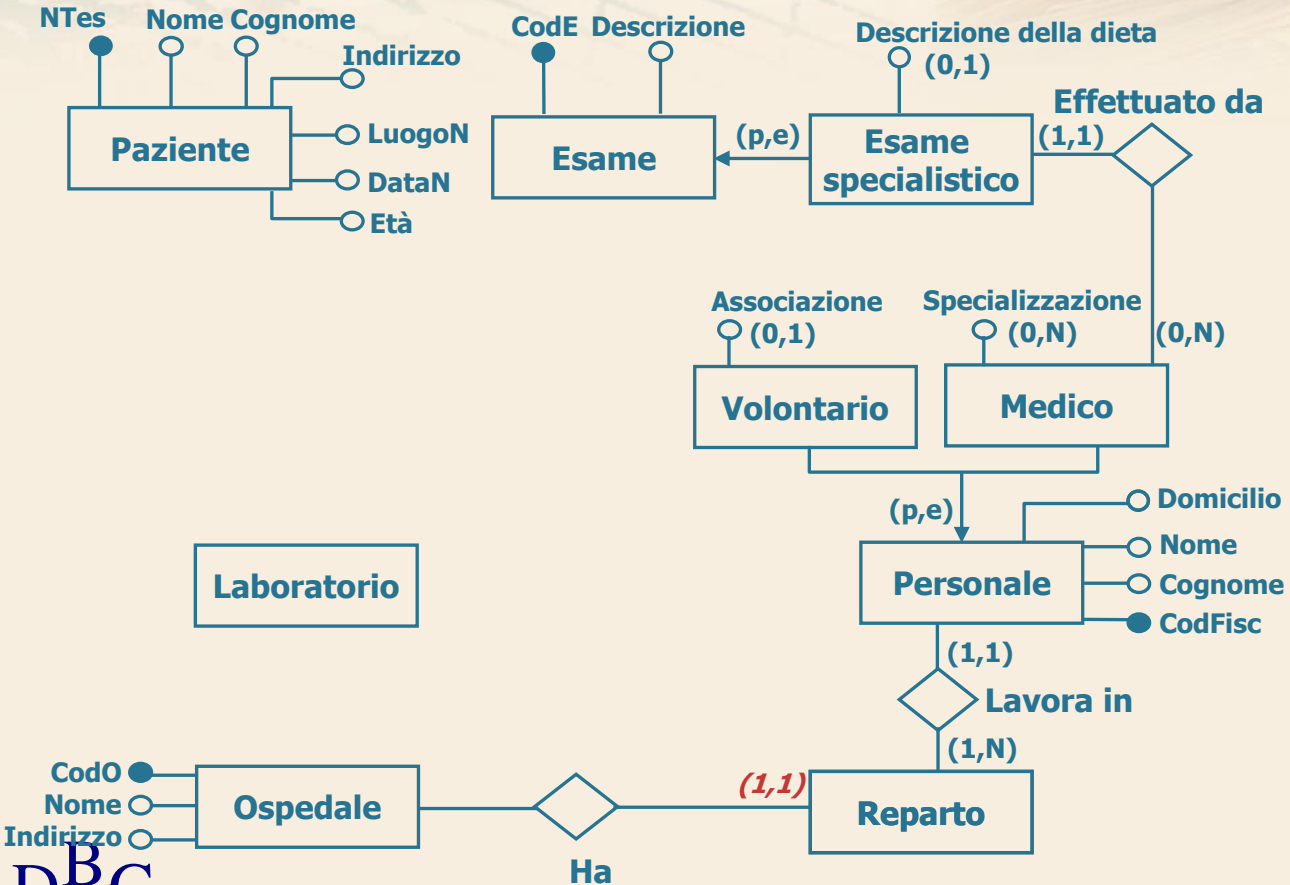 NTes Nome Cognome
Indirizzo
LuogoN
DataN
Età
Paziente
CodE Descrizione
Esame
(p,e)
Descrizione della dieta
(0,1)
Esame
specialistico
Effettuato da
(1,1)
(0,N)
Associazione
(0,1)
Volontario
Specializzazione
(0,N)
Medico
(p,e)
Personale
Domicilio
Nome
Cognome
CodFisc
(1,1)
Lavora in
(1,N)
Laboratorio
CodO
Nome
Indirizzo
Ospedale
Ha
(1,1)
Reparto
DBG